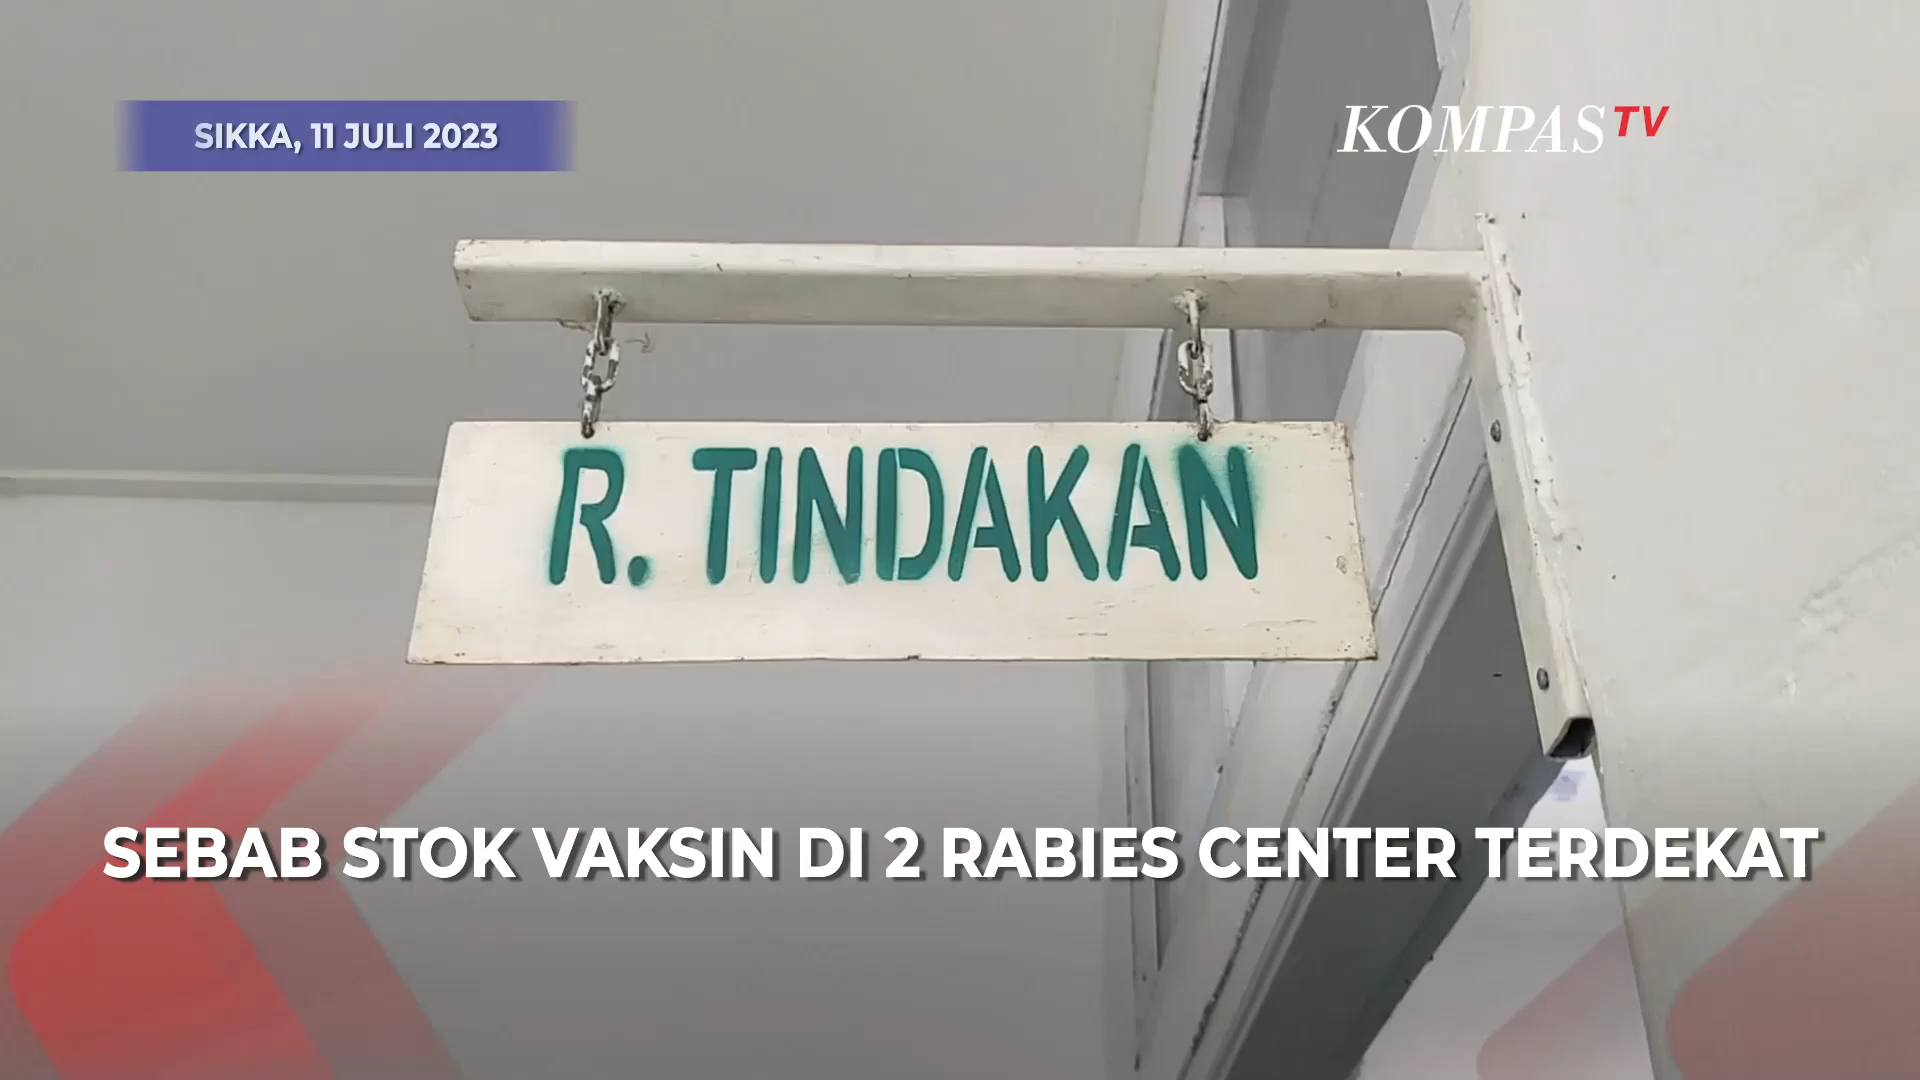 SIKKA, 11 JULI 2023
KOMPAS TV
R. TINDAKAN
SEBAB STOK VAKSIN DI 2 RABIES CENTER TERDEKAT